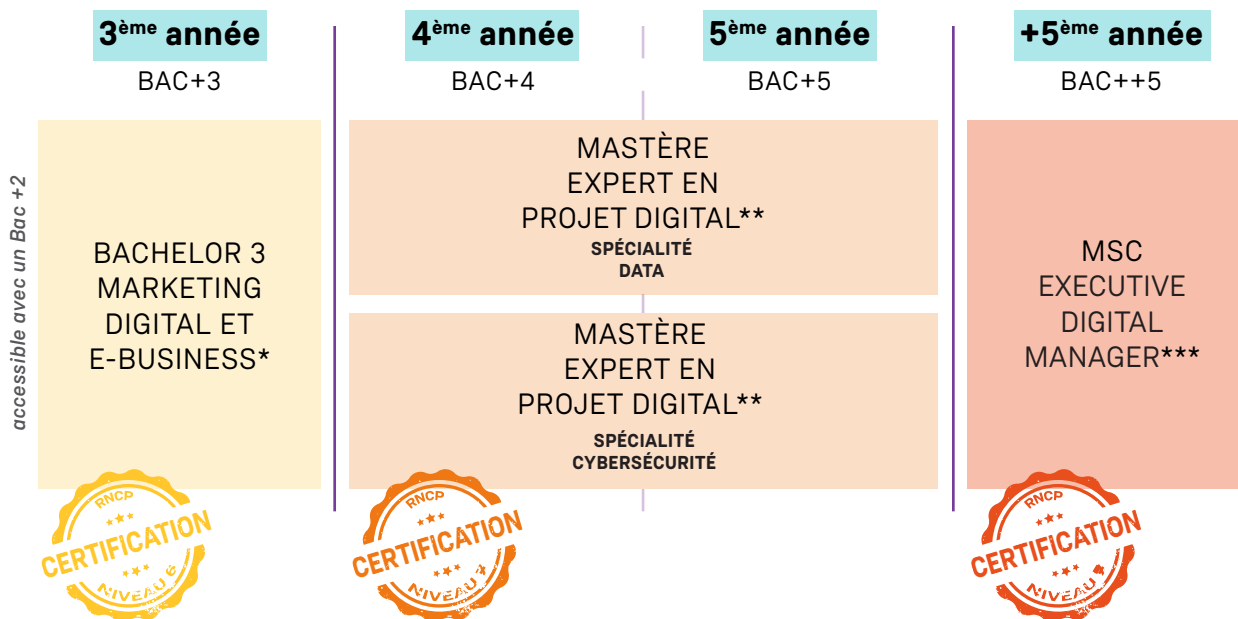 3ème année
BAC+3
4ème année
BAC+4
5ème année
BAC+5
+5ème année
BAC++5
accessible avec un Bac +2
BACHELOR 3
MARKETING
DIGITAL ET
E-BUSINESS*
MASTÈRE
EXPERT EN
PROJET DIGITAL**
SPÉCIALITÉ
DATA
MASTÈRE
EXPERT EN
PROJET DIGITAL**
SPÉCIALITÉ
CYBERSÉCURITÉ
MSC
EXECUTIVE
DIGITAL
MANAGER***
RNCP
CERTIFICATION
NIVEAU 6
RNCP
CERTIFICATION
NIVEAU 7
RNCP
CERTIFICATION
NIVEAU